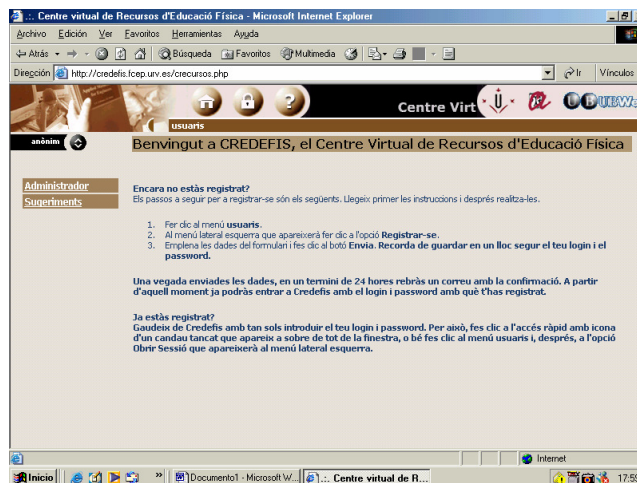 .:. Centre virtual de Recursos d'Educació Física - Microsoft Internet Explorer
Archivo Edición Ver Favoritos Herramientas Ayuda
Atrás Búsqueda Favoritos Multimedia
Dirección http://credefis.fcep.urv.es/crecursos.php Ir Vínculos
Centre Virt
usuaris
anònim
Benvingut a CREDEFIS, el Centre Virtual de Recursos d'Educació Física
Administrador
Sugeriments
Encara no estàs registrat?
Els passos a seguir per a registrar-se són els següents. Llegeix primer les instruccions i després realitza-les.
1. Fer clic al menú usuaris.
2. Al menú lateral esquerra que apareixerà fer clic a l'opció Registrar-se.
3. Emplena les dades del formulari i fes clic al botó Envia. Recorda de guardar en un lloc segur el teu login i el
password.
Una vegada enviades les dades, en un termini de 24 hores rebràs un correu amb la confirmació. A partir
d'aquell moment ja podràs entrar a Credefis amb el login i password amb què t'has registrat.
Ja estàs registrat?
Gaudeix de Credefis amb tan sols introduir el teu login i password. Per això, fes clic a l'accés ràpid amb icona
d'un candau tancat que apareix a sobre de tot de la finestra, o bé fes clic al menú usuaris i, després, a l'opció
Obrir Sessió que apareixerà al menú lateral esquerra.
Internet
Inicio Documento1 - Microsoft W... .:. Centre virtual de R... 17:59